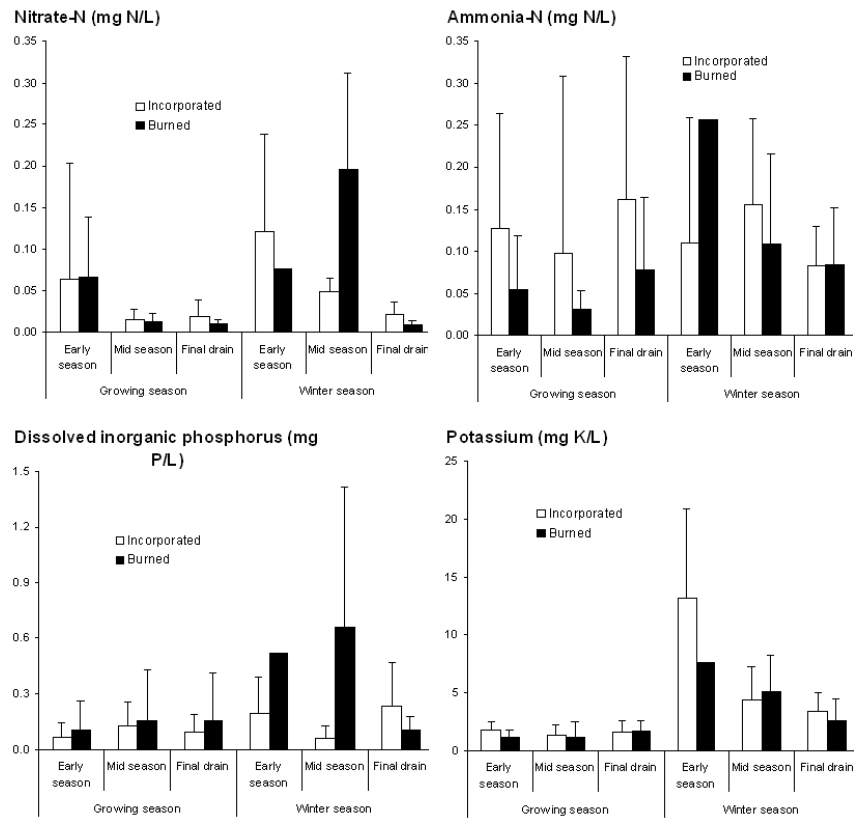 Nitrate-N (mg N/L)
0.35
0.30
0.25
0.20
0.15
0.10
0.05
0.00
Incorporated
Burned
Early season
Mid season
Final drain
Early season
Mid season
Final drain
Growing season
Winter season
Ammonia-N (mg N/L)
0.35
0.30
0.25
0.20
0.15
0.10
0.05
0.00
Incorporated
Burned
Early season
Mid season
Final drain
Early season
Mid season
Final drain
Growing season
Winter season
Dissolved inorganic phosphorus (mg
P/L)
1.5
1.2
0.9
0.6
0.3
0.0
Incorporated
Burned
Early season
Mid season
Final drain
Early season
Mid season
Final drain
Growing season
Winter season
Potassium (mg K/L)
25
20
15
10
5
0
Incorporated
Burned
Early season
Mid season
Final drain
Early season
Mid season
Final drain
Growing season
Winter season